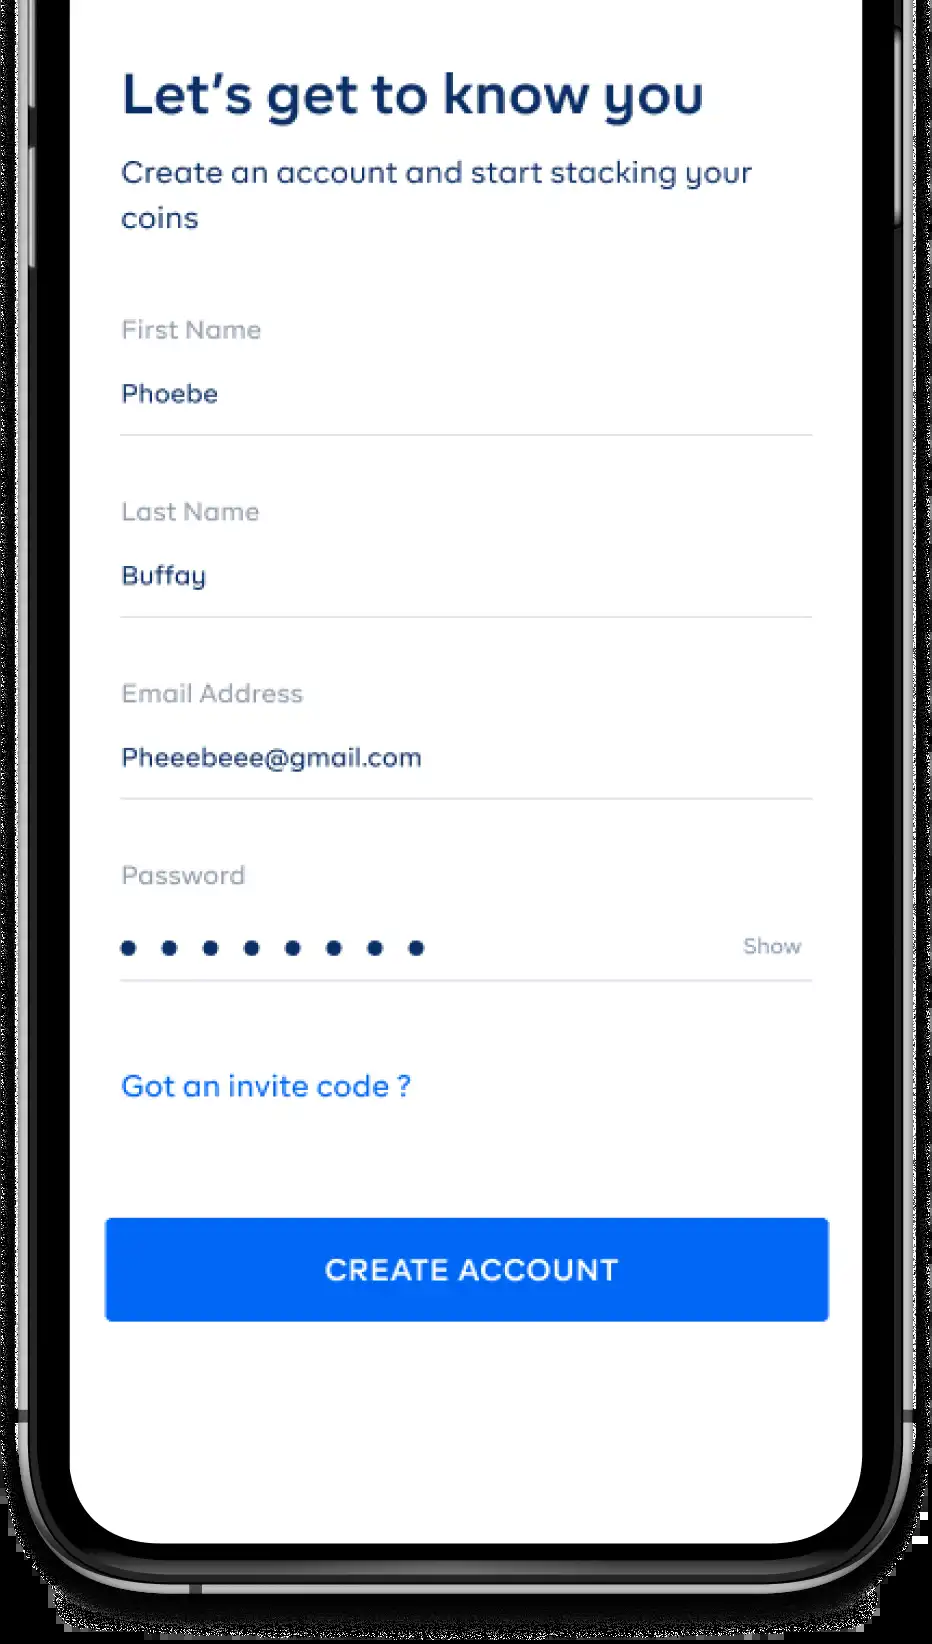 Let's get to know you
Create an account and start stacking your
coins
First Name
Phoebe
Last Name
Buffay
Email Address
Pheeebeee@gmail.com
Password
Show
Got an invite code ?
CREATE ACCOUNT